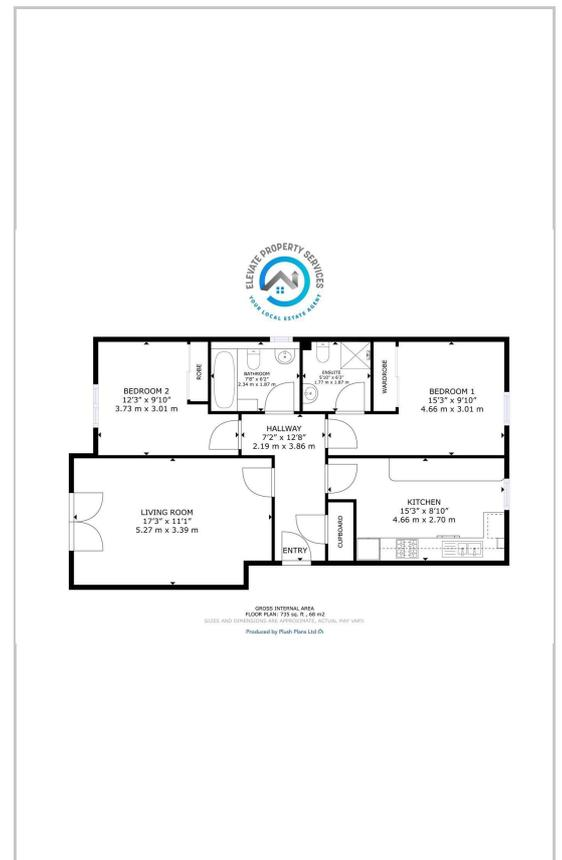 ELEVATE PROPERTY SERVICES
YOUR LOCAL ESTATE AGENT
BEDROOM 2
12'3" x 9'10"
3.73 m x 3.01 m
ROBE
BATHROOM
7'8" x 6'2"
2.34 m x 1.87 m
ENSUITE
5'10" x 6'2"
1.77 m x 1.87 m
WARDROBE
BEDROOM 1
15'3" x 9'10"
4.66 m x 3.01 m
HALLWAY
7'2" x 12'8"
2.19 m x 3.86 m
LIVING ROOM
17'3" x 11'1"
5.27 m x 3.39 m
KITCHEN
15'3" x 8'10"
4.66 m x 2.70 m
CUPBOARD
ENTRY
GROSS INTERNAL AREA
FLOOR PLAN: 735 sq. ft , 68 m2
SIZES AND DIMENSIONS ARE APPROXIMATE, ACTUAL MAY VARY.
Produced by Plush Plans Ltd